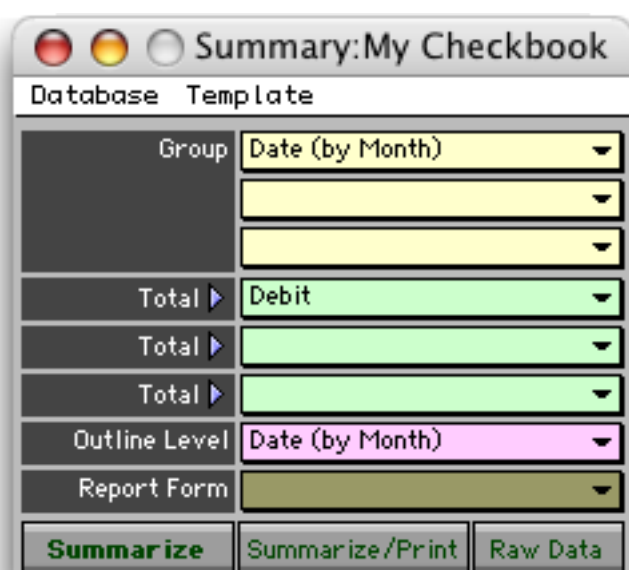 Summary:My Checkbook
Database Template
Group Date (by Month)
Total Debit
Total
Total
Outline Level Date (by Month)
Report Form
Summarize Summarize/Print Raw Data